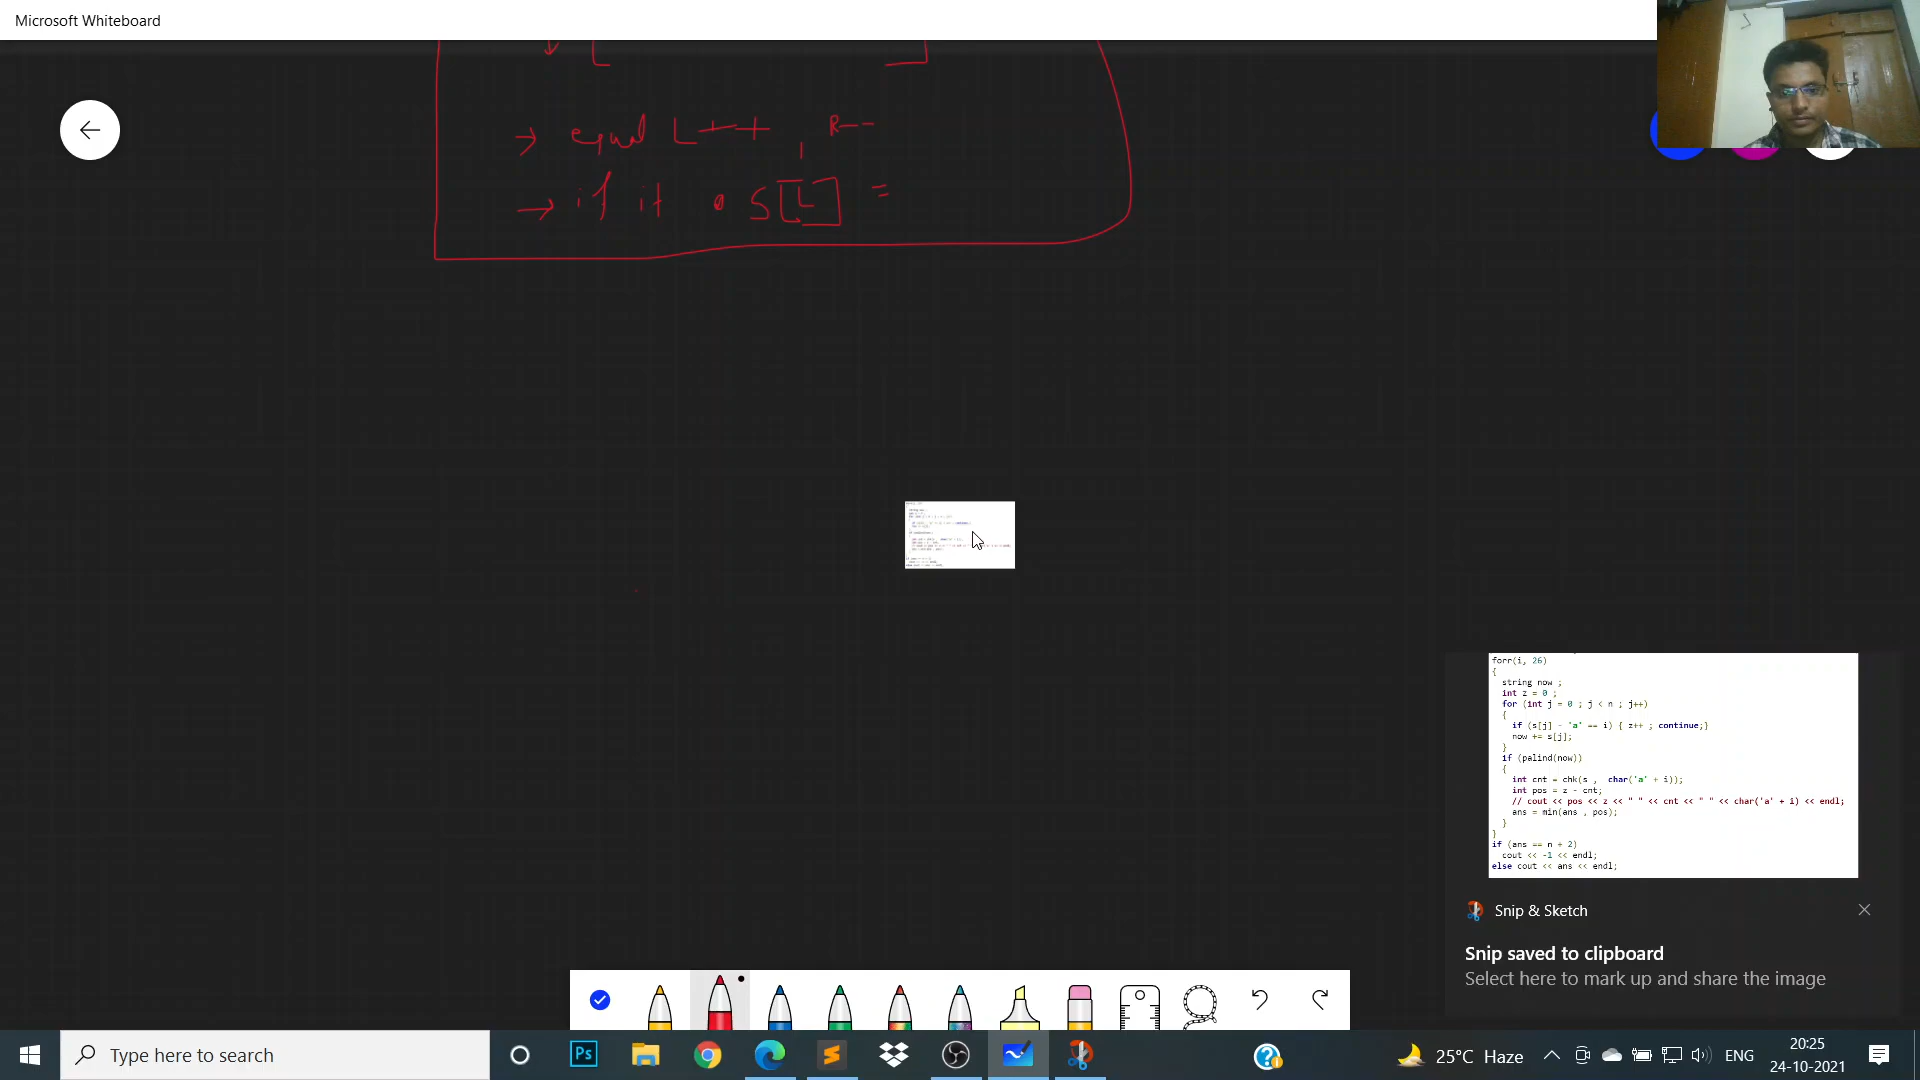 Microsoft Whiteboard
→ equal L++ , R--
→ if it S[L] =
forr(i, 26)
{
string now ;
int z = 0 ;
for (int j = 0 ; j < n ; j++)
{
if (s[j] - 'a' == i) { z++ ; continue;}
now += s[j];
}
if (palind(now))
{
int cnt = chk(s ,  char('a' + i));
int pos = z - cnt;
// cout << pos << z << " " << cnt << " " << char('a' + i) << endl;
ans = min(ans , pos);
}
}
if (ans == n + 2)
cout << -1 << endl;
else cout << ans << endl;
Snip & Sketch
Snip saved to clipboard
Select here to mark up and share the image
Type here to search
Ps
25°C Haze
ENG
20:25
24-10-2021